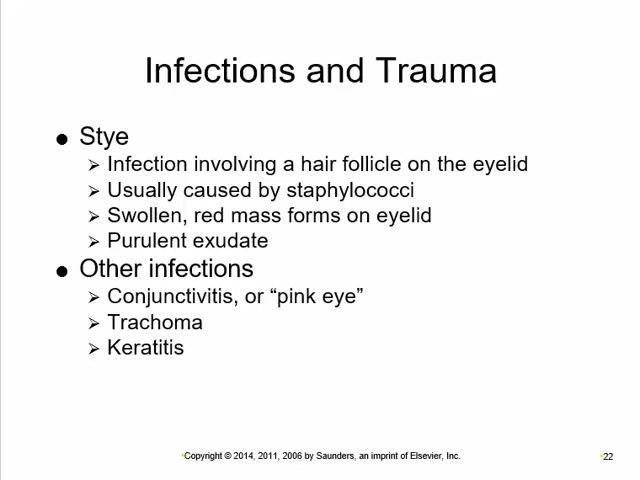 Infections and Trauma
● Stye
➢ Infection involving a hair follicle on the eyelid
➢ Usually caused by staphylococci
➢ Swollen, red mass forms on eyelid
➢ Purulent exudate
● Other infections
➢ Conjunctivitis, or “pink eye”
➢ Trachoma
➢ Keratitis
•Copyright © 2014, 2011, 2006 by Saunders, an imprint of Elsevier, Inc.
•22